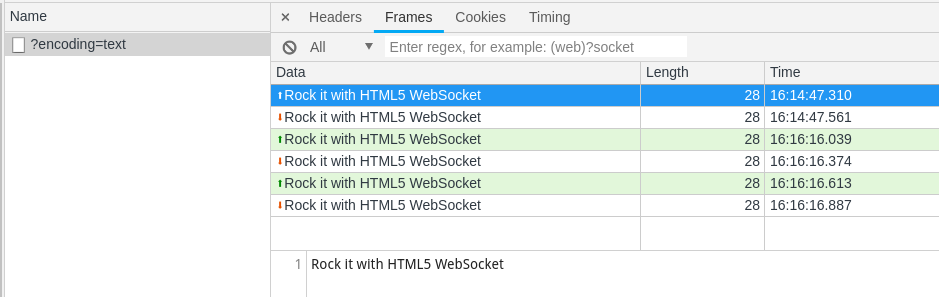 Name
× Headers Frames Cookies Timing
?encoding=text
All Enter regex, for example: (web)?socket
Data Length Time
Rock it with HTML5 WebSocket 28 16:14:47.310
Rock it with HTML5 WebSocket 28 16:14:47.561
Rock it with HTML5 WebSocket 28 16:16:16.039
Rock it with HTML5 WebSocket 28 16:16:16.374
Rock it with HTML5 WebSocket 28 16:16:16.613
Rock it with HTML5 WebSocket 28 16:16:16.887
1 Rock it with HTML5 WebSocket